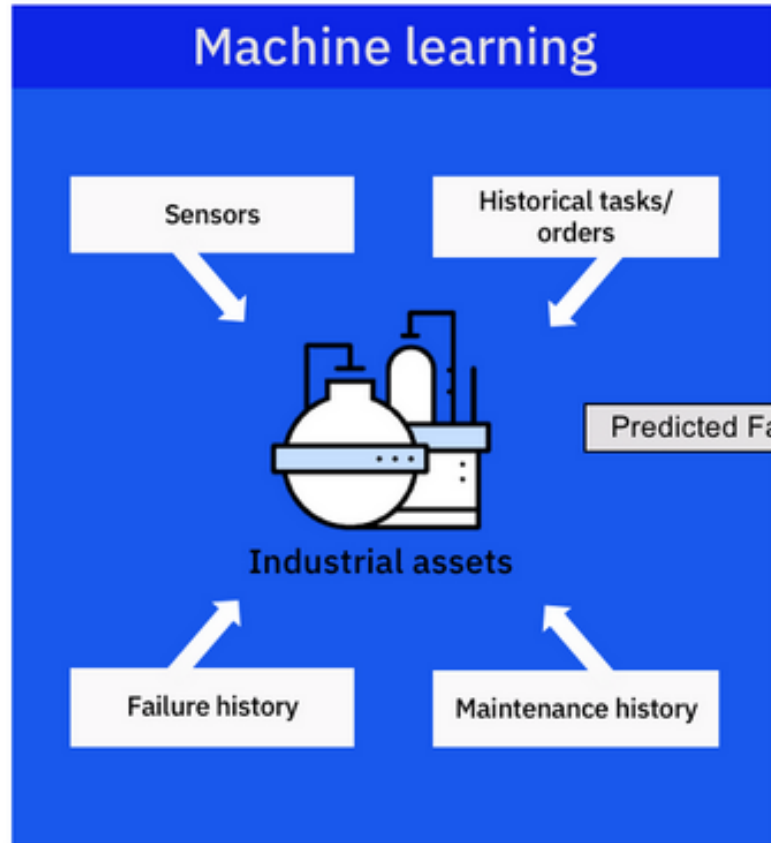 Machine learning
Sensors
Historical tasks/
orders
Predicted
Industrial assets
Failure history
Maintenance history